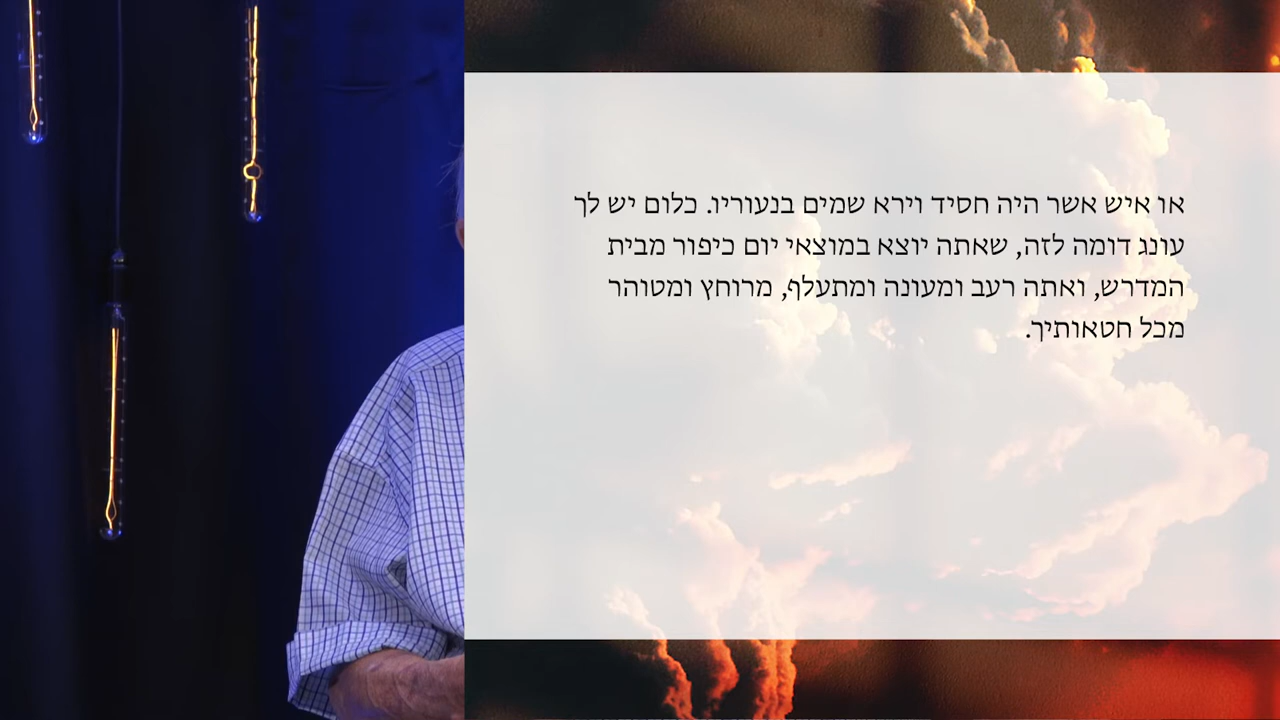 או איש אשר היה חסיד וירא שמים בנעוריו. כלום יש לך
עונג דומה לזה, שאתה יוצא במוצאי יום כיפור מבית
המדרש, ואתה רעב ומעונה ומתעלף, מרוחץ ומטוהר
מכל חטאותיך.